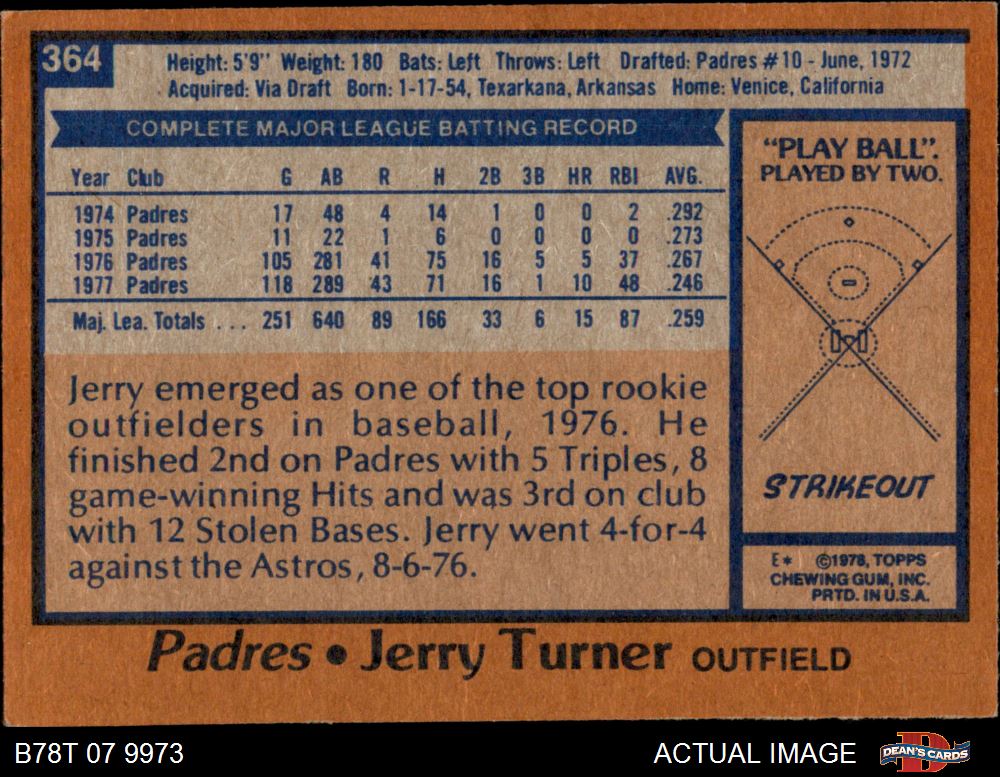 364
Height: 5'9" Weight: 180 Bats: Left Throws: Left Drafted: Padres #10 - June, 1972
Acquired: Via Draft Born: 1-17-54, Texarkana, Arkansas Home: Venice, California
COMPLETE MAJOR LEAGUE BATTING RECORD
Year Club G AB R H 2B 3B HR RBI AVG.
1974 Padres 17 48 4 14 1 0 0 2 .292
1975 Padres 11 22 1 6 0 0 0 0 .273
1976 Padres 105 281 41 75 16 5 5 37 .267
1977 Padres 118 289 43 71 16 1 10 48 .246
Maj. Lea. Totals ... 251 640 89 166 33 6 15 87 .259
Jerry emerged as one of the top rookie
outfielders in baseball, 1976. He
finished 2nd on Padres with 5 Triples, 8
game-winning Hits and was 3rd on club
with 12 Stolen Bases. Jerry went 4-for-4
against the Astros, 8-6-76.
"PLAY BALL".
PLAYED BY TWO.
STRIKEOUT
E* ©1978, TOPPS
CHEWING GUM, INC.
PRTD. IN U.S.A.
Padres • Jerry Turner OUTFIELD
B78T 07 9973
ACTUAL IMAGE
DEAN'S CARDS